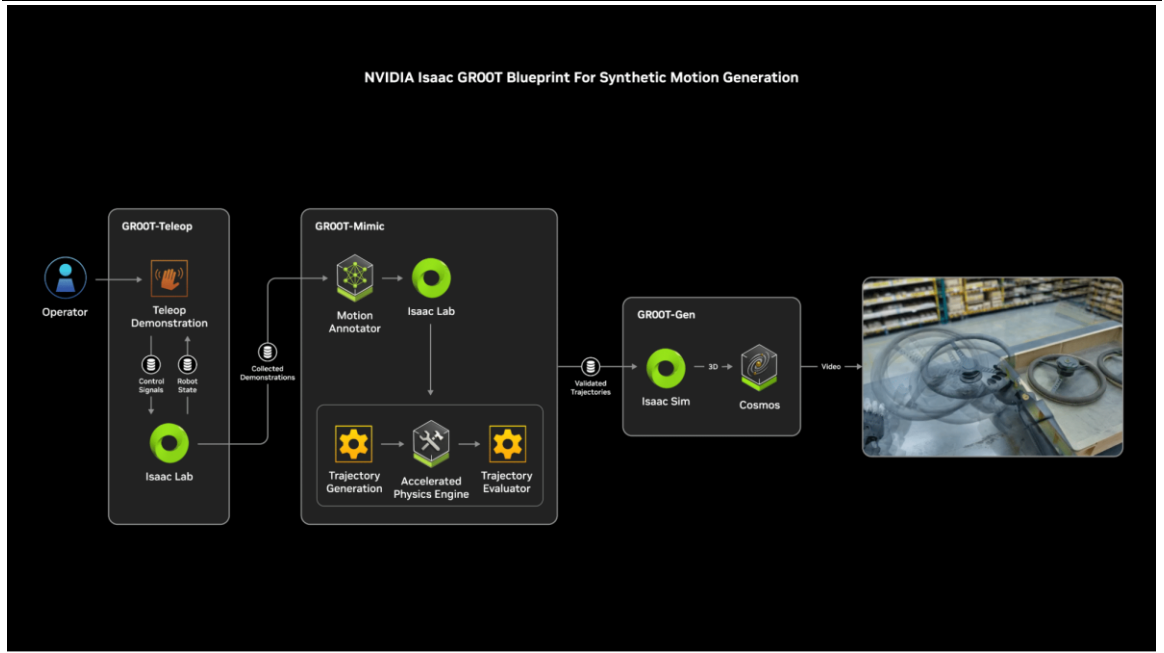 NVIDIA Isaac GR00T Blueprint For Synthetic Motion Generation
GR00T-Teleop
Operator
Teleop
Demonstration
Control
Signals
Robot
State
Isaac Lab
Collected
Demonstrations
GR00T-Mimic
Motion
Annotator
Isaac Lab
Trajectory
Generation
Accelerated
Physics Engine
Trajectory
Evaluator
Validated
Trajectories
GR00T-Gen
Isaac Sim
3D
Cosmos
Video